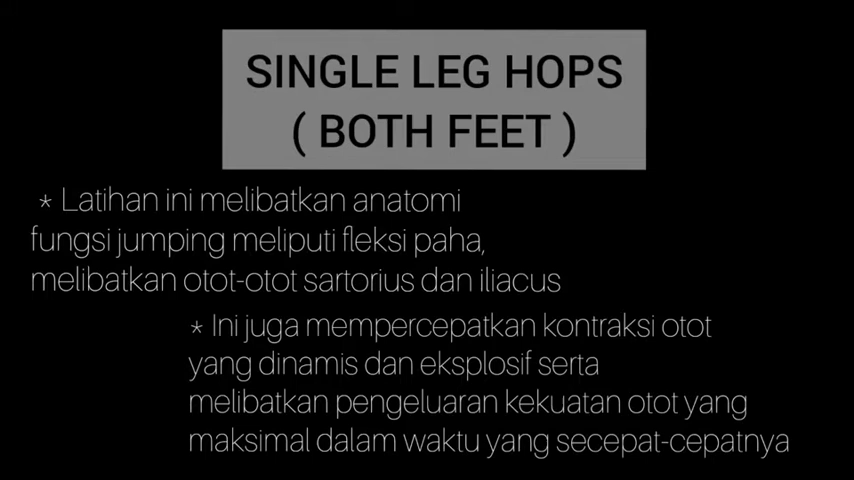 SINGLE LEG HOPS
( BOTH FEET )
* Latihan ini melibatkan anatomi
fungsi jumping meliputi fleksi paha,
melibatkan otot-otot sartorius dan iliacus
* Ini juga mempercepatkan kontraksi otot
yang dinamis dan eksplosif serta
melibatkan pengeluaran kekuatan otot yang
maksimal dalam waktu yang secepat-cepatnya